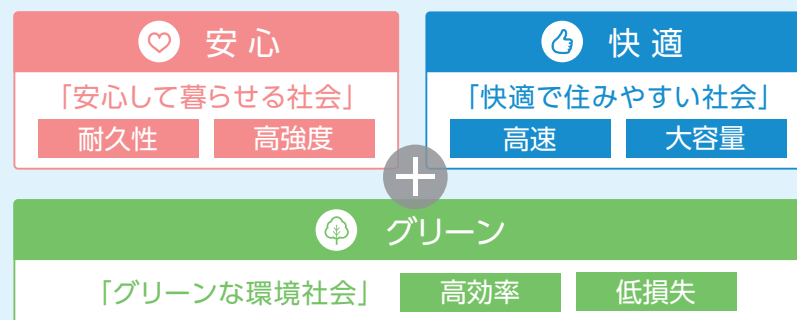 安心
「安心して暮らせる社会」
耐久性 高強度
快適
「快適で住みやすい社会」
高速 大容量
グリーン
「グリーンな環境社会」 高効率 低損失